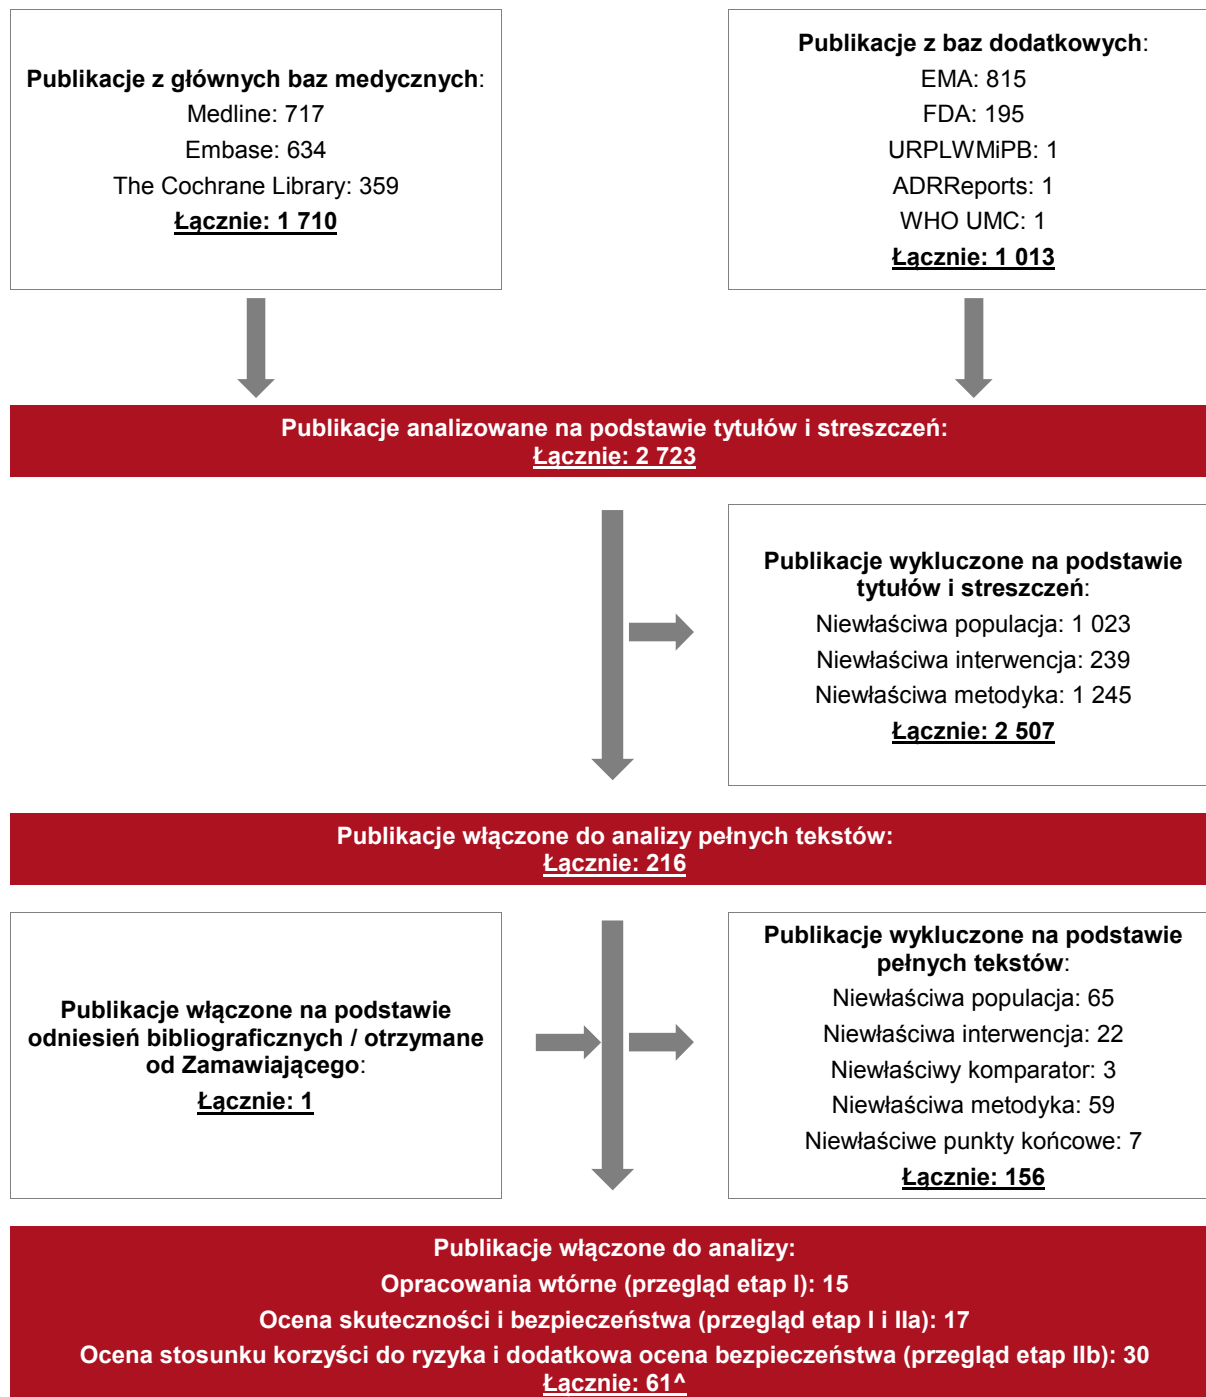 Publikacje z głównych baz medycznych:
Medline: 717
Embase: 634
The Cochrane Library: 359
Łącznie: 1 710
Publikacje z baz dodatkowych:
EMA: 815
FDA: 195
URPLWMiPB: 1
ADRReports: 1
WHO UMC: 1
Łącznie: 1 013
Publikacje analizowane na podstawie tytułów i streszczeń:
Łącznie: 2 723
Publikacje wykluczone na podstawie
tytułów i streszczeń:
Niewłaściwa populacja: 1 023
Niewłaściwa interwencja: 239
Niewłaściwa metodyka: 1 245
Łącznie: 2 507
Publikacje włączone do analizy pełnych tekstów:
Łącznie: 216
Publikacje włączone na podstawie
odniesień bibliograficznych / otrzymane
od Zamawiającego:
Łącznie: 1
Publikacje wykluczone na podstawie
pełnych tekstów:
Niewłaściwa populacja: 65
Niewłaściwa interwencja: 22
Niewłaściwy komparator: 3
Niewłaściwa metodyka: 59
Niewłaściwe punkty końcowe: 7
Łącznie: 156
Publikacje włączone do analizy:
Opracowania wtórne (przegląd etap I): 15
Ocena skuteczności i bezpieczeństwa (przegląd etap I i IIa): 17
Ocena stosunku korzyści do ryzyka i dodatkowa ocena bezpieczeństwa (przegląd etap IIb): 30
Łącznie: 61^